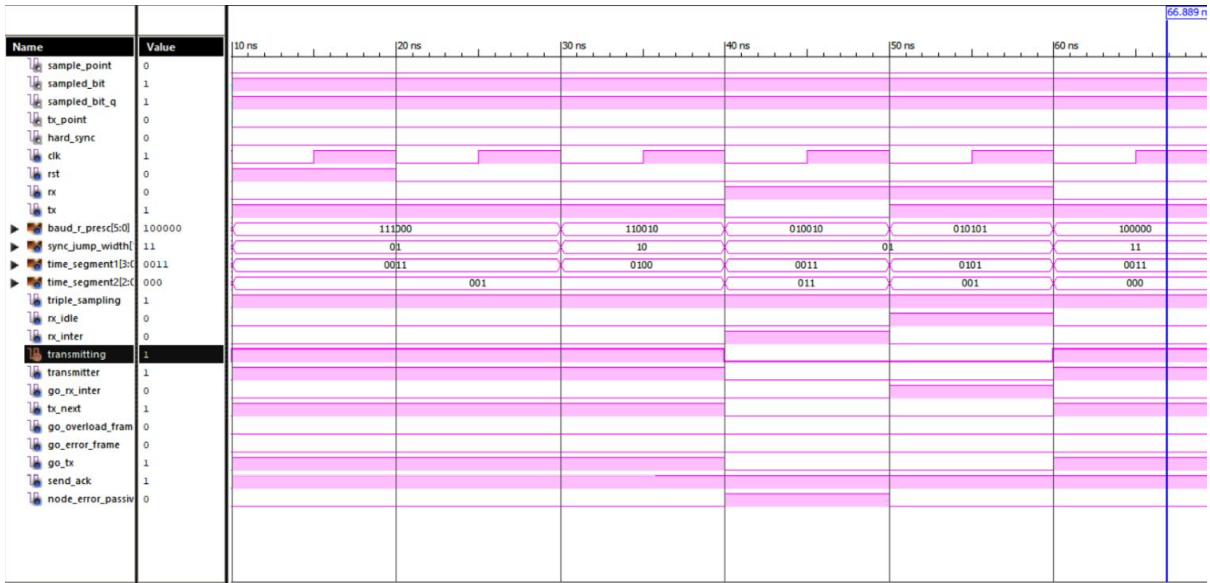 66.889 n
Name Value 10 ns 20 ns 30 ns 40 ns 50 ns 60 ns
sample_point 0
sampled_bit 1
sampled_bit_q 1
tx_point 0
hard_sync 0
clk 1
rst 0
rx 0
tx 1
baud_r_presc[5:0] 100000 111000 110010 010010 010101 100000
sync_jump_width[ 11 01 10 01 11
time_segment1[3:0 0011 0011 0100 0011 0101 0011
time_segment2[2:0 000 001 011 001 000
triple_sampling 1
rx_idle 0
rx_inter 0
transmitting 1
transmitter 1
go_rx_inter 0
tx_next 1
go_overload_fram 0
go_error_frame 0
go_tx 1
send_ack 1
node_error_passiv 0